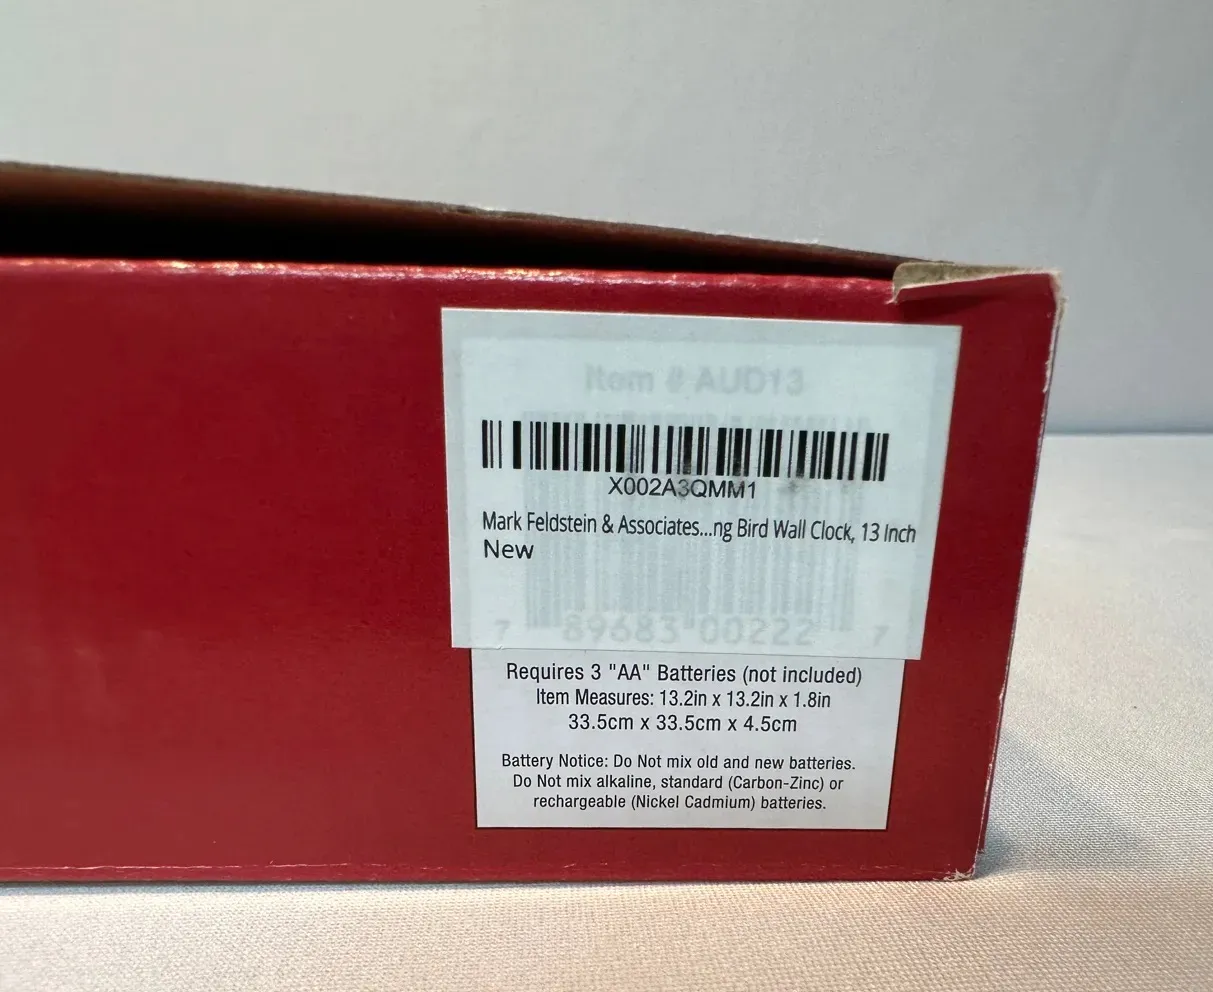 Item # AUD13
X002A3QMM1
Mark Feldstein & Associates...ng Bird Wall Clock, 13 Inch
New
7 89683 00222 7
Requires 3 "AA" Batteries (not included)
Item Measures: 13.2in x 13.2in x 1.8in
33.5cm x 33.5cm x 4.5cm
Battery Notice: Do Not mix old and new batteries.
Do Not mix alkaline, standard (Carbon-Zinc) or
rechargeable (Nickel Cadmium) batteries.